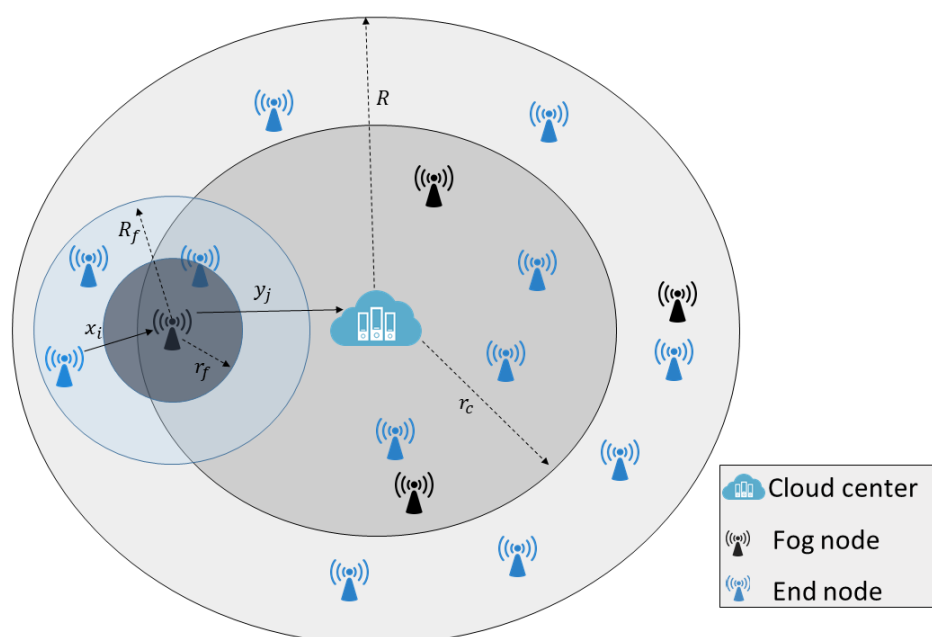 R
R_f
y_j
x_i
r_f
r_c
Cloud center
Fog node
End node